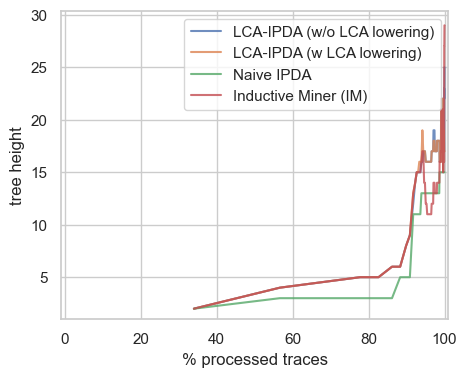 30
25
20
15
10
5
tree height
LCA-IPDA (w/o LCA lowering)
LCA-IPDA (w LCA lowering)
Naive IPDA
Inductive Miner (IM)
0 20 40 60 80 100
% processed traces